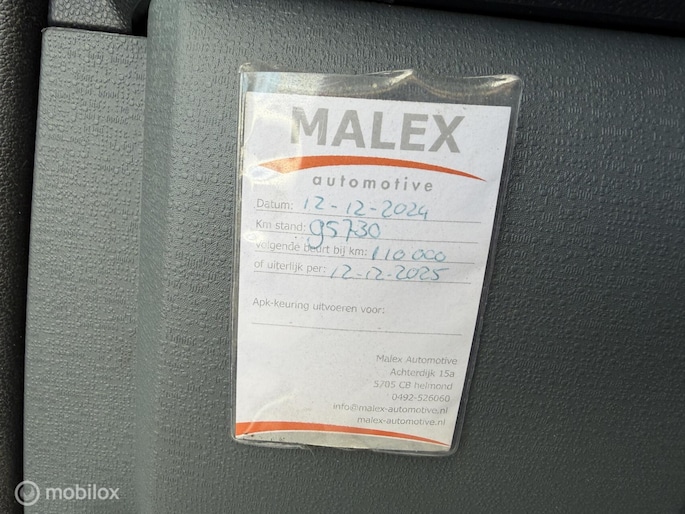 MALEX
automotive
Datum: 12-12-2024
Km stand: 95730
Volgende beurt bij km: 110 000
of uiterlijk per: 12-12-2025
Apk-keuring uitvoeren voor:
Malex Automotive
Achterdijk 15a
5705 CB helmond
0492-526060
info@malex-automotive.nl
malex-automotive.nl
mobilox